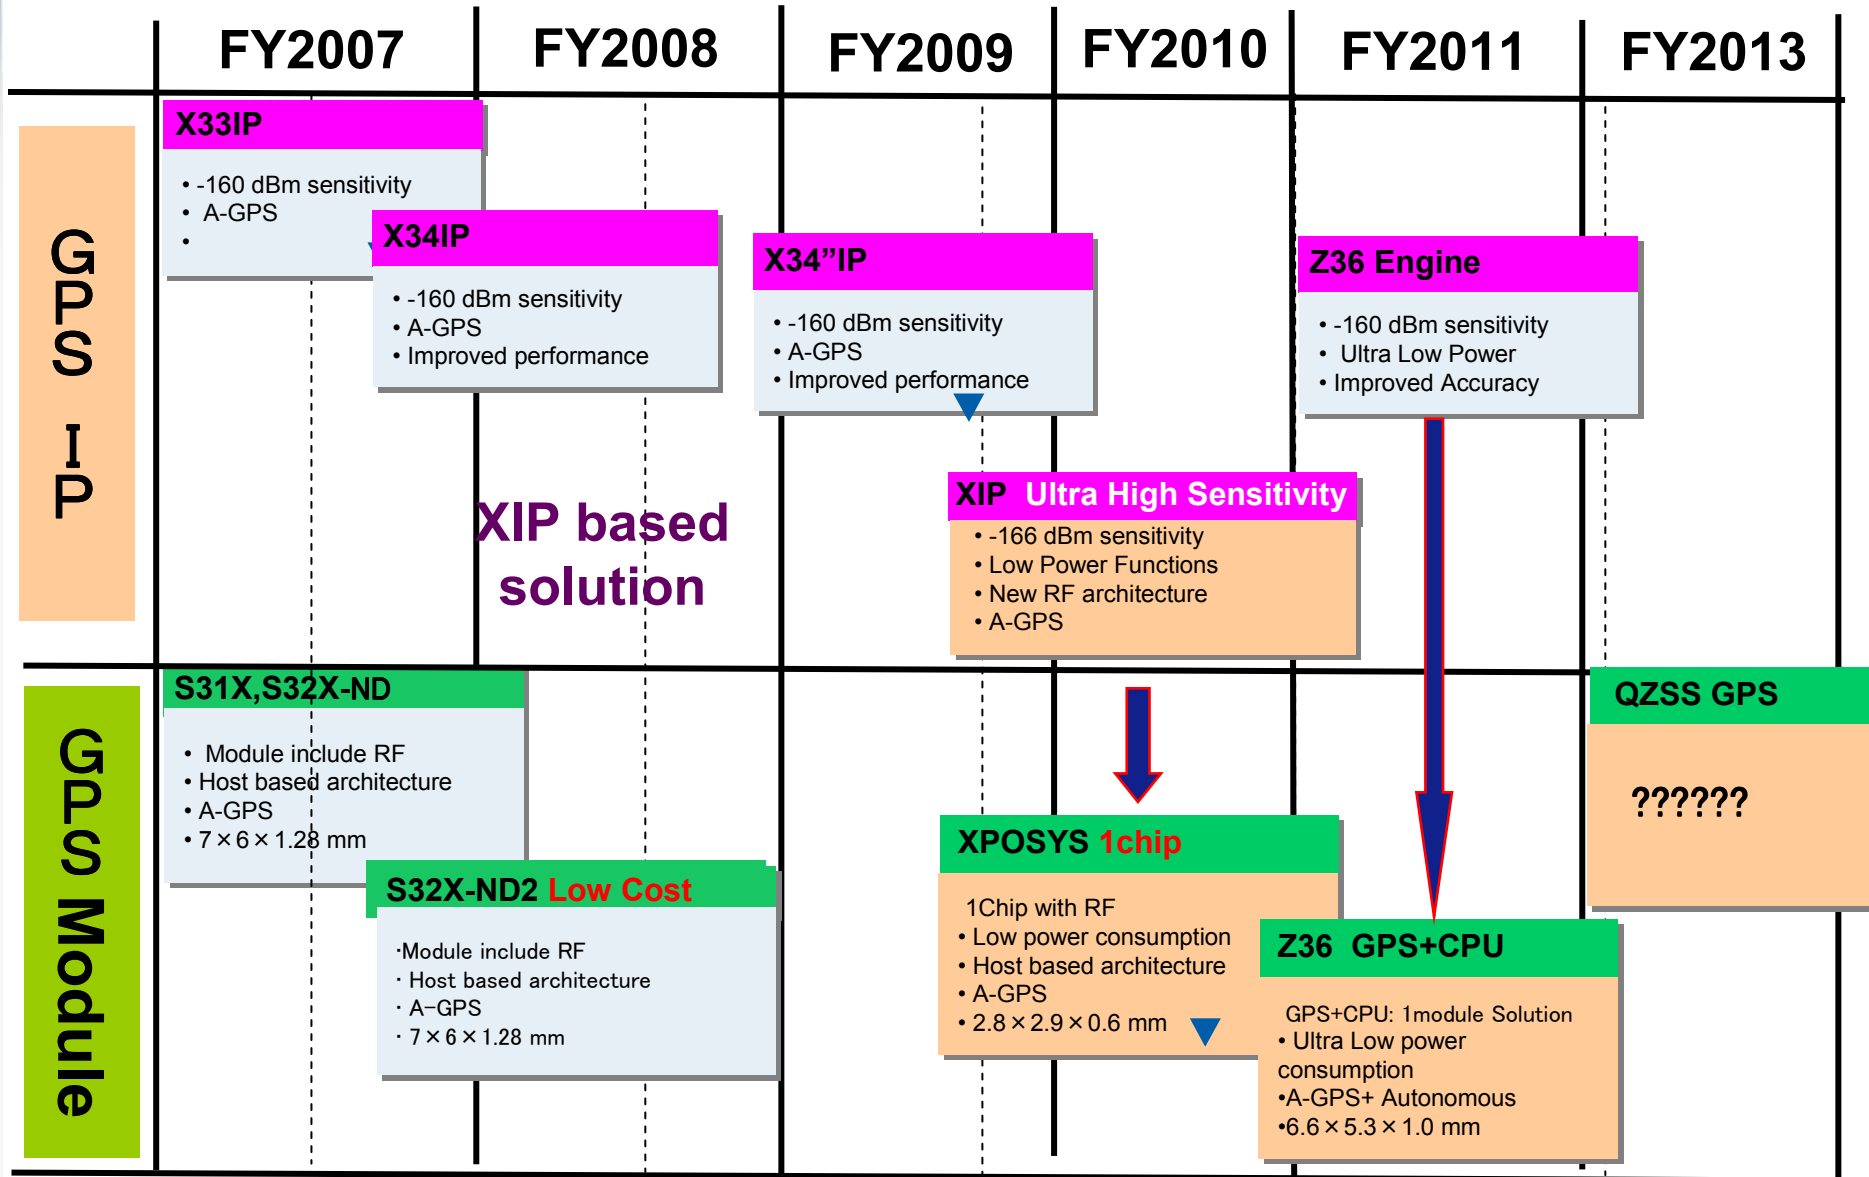 FY2007 FY2008 FY2009 FY2010 FY2011 FY2013
GPS IP
X33IP
• -160 dBm sensitivity
• A-GPS
•
X34IP
• -160 dBm sensitivity
• A-GPS
• Improved performance
X34”IP
• -160 dBm sensitivity
• A-GPS
• Improved performance
Z36 Engine
• -160 dBm sensitivity
• Ultra Low Power
• Improved Accuracy
XIP based
solution
XIP Ultra High Sensitivity
• -166 dBm sensitivity
• Low Power Functions
• New RF architecture
• A-GPS
GPS Module
S31X,S32X-ND
• Module include RF
• Host based architecture
• A-GPS
• 7×6×1.28 mm
S32X-ND2 Low Cost
·Module include RF
· Host based architecture
· A-GPS
· 7×6×1.28 mm
XPOSYS 1chip
1Chip with RF
• Low power consumption
• Host based architecture
• A-GPS
• 2.8×2.9×0.6 mm
Z36 GPS+CPU
GPS+CPU: 1module Solution
• Ultra Low power
consumption
•A-GPS+ Autonomous
•6.6×5.3×1.0 mm
QZSS GPS
??????